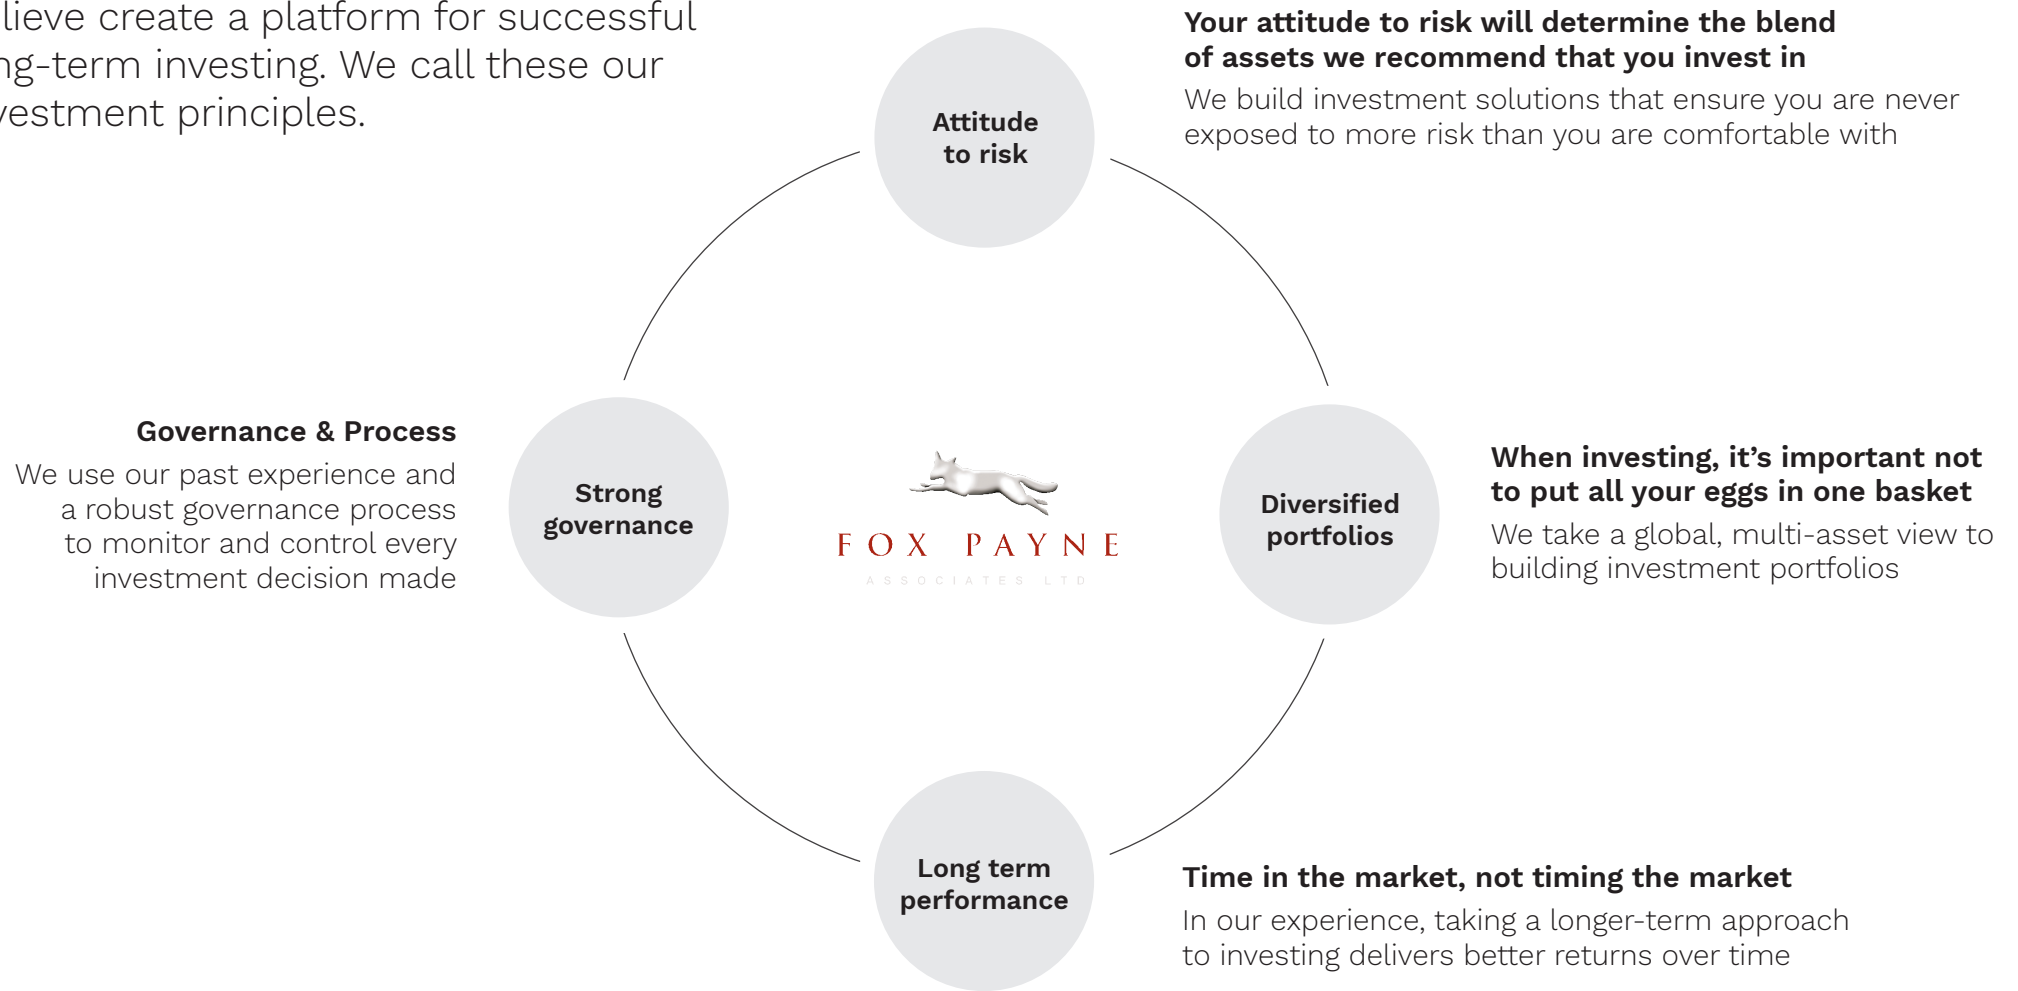 lieve create a platform for successful
ng-term investing. We call these our
vestment principles.
Attitude
to risk
Your attitude to risk will determine the blend
of assets we recommend that you invest in
We build investment solutions that ensure you are never
exposed to more risk than you are comfortable with
Governance & Process
We use our past experience and
a robust governance process
to monitor and control every
investment decision made
Strong
governance
FOX PAYNE
ASSOCIATES LTD
Diversified
portfolios
When investing, it’s important not
to put all your eggs in one basket
We take a global, multi-asset view to
building investment portfolios
Long term
performance
Time in the market, not timing the market
In our experience, taking a longer-term approach
to investing delivers better returns over time